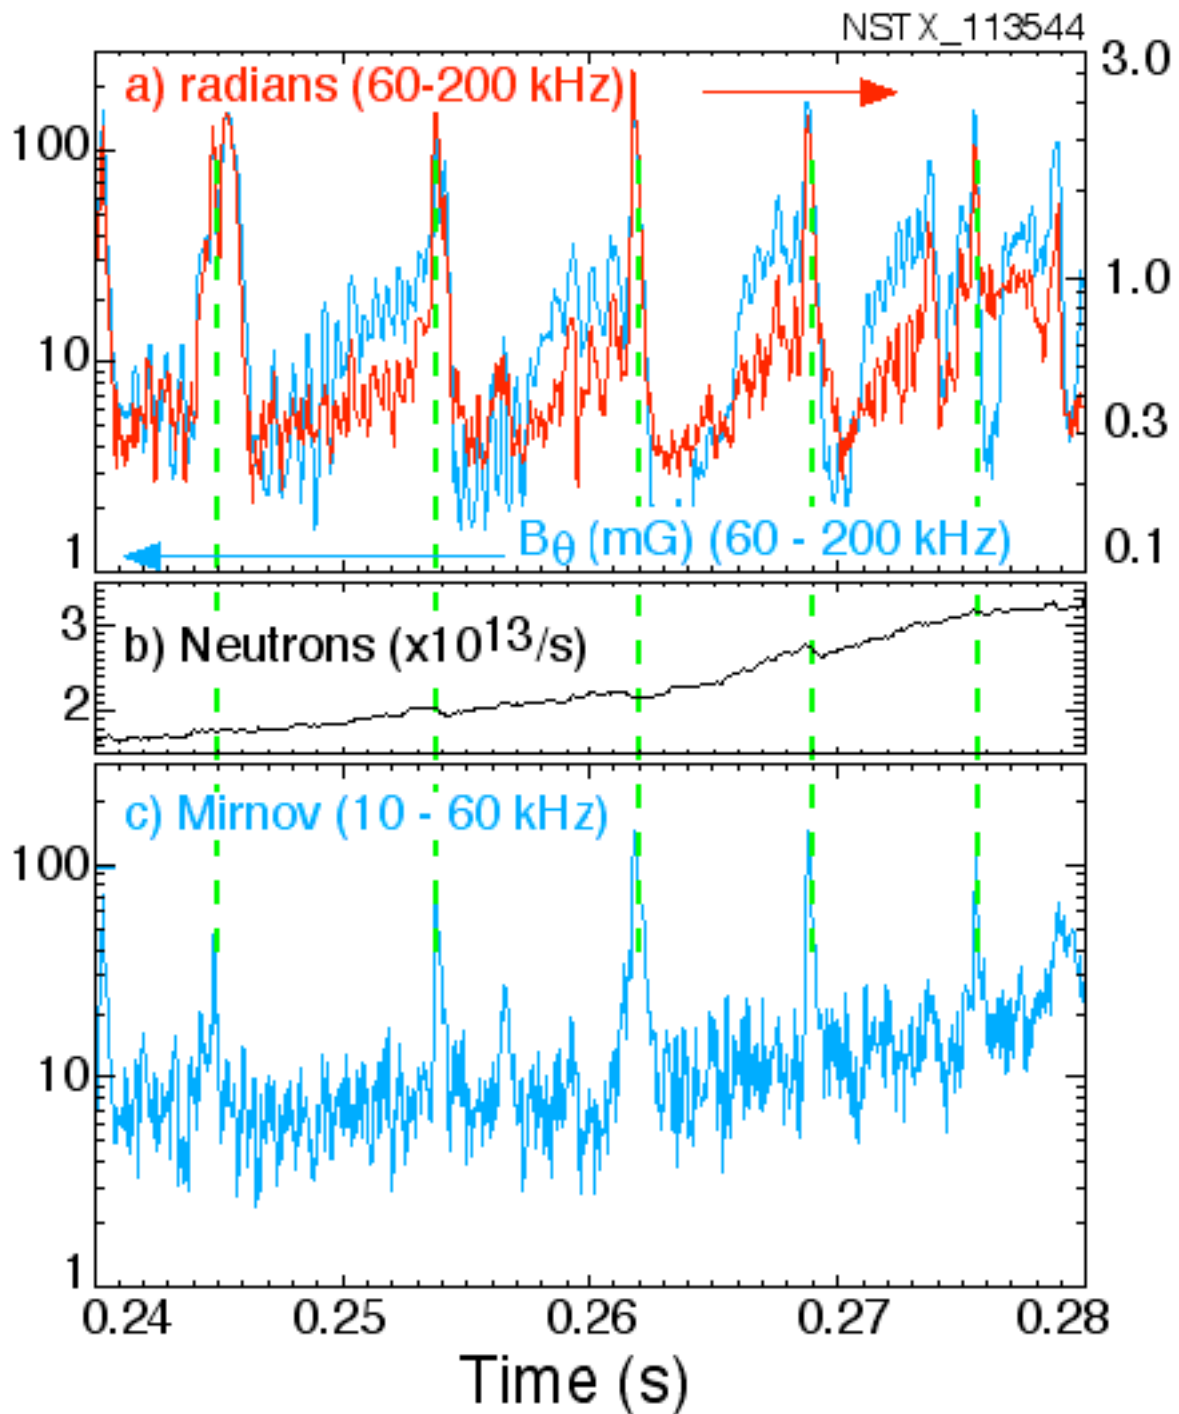 NSTX_113544
a) radians (60-200 kHz)
100
10
1
3.0
1.0
0.3
0.1
Bθ (mG) (60 - 200 kHz)
b) Neutrons (x10¹³/s)
3
2
c) Mirnov (10 - 60 kHz)
100
10
1
0.24 0.25 0.26 0.27 0.28
Time (s)